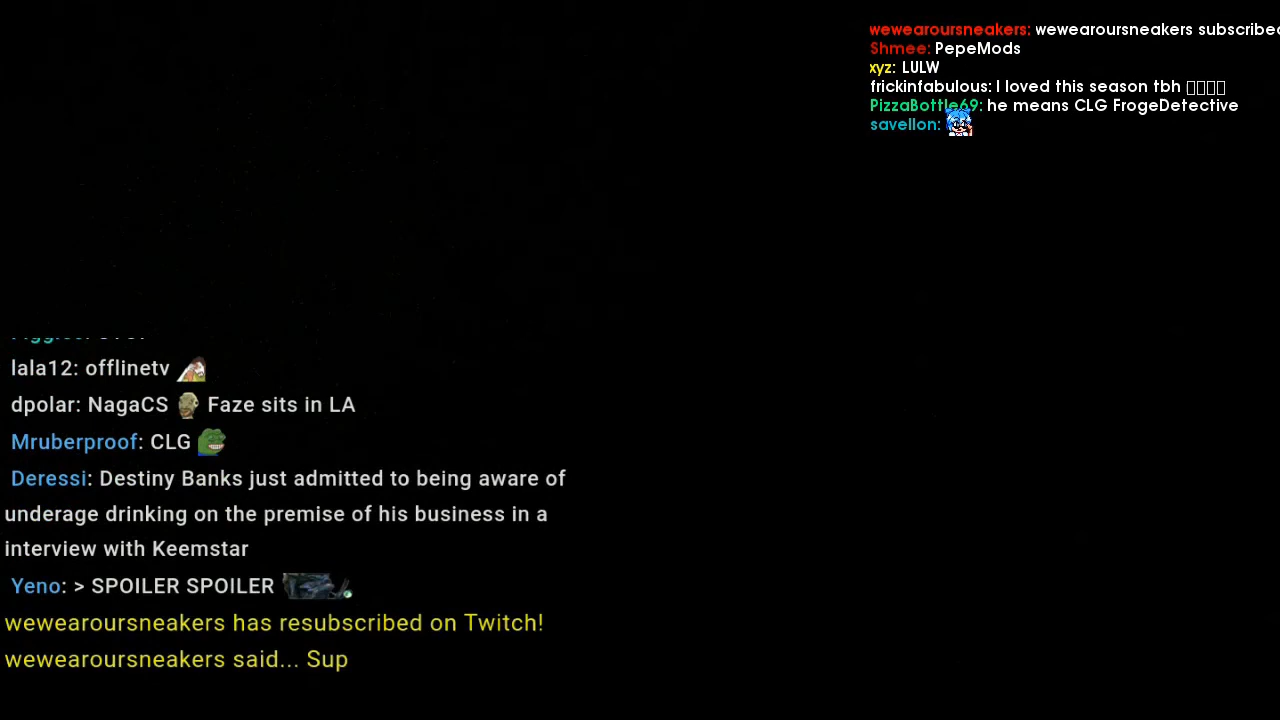 wewearoursneakers: wewearoursneakers subscribed
Shmee: PepeMods
xyz: LULW
frickinfabulous: I loved this season tbh
PizzaBottle69: he means CLG FrogeDetective
savellon:
lala12: offlinetv
dpolar: NagaCS Faze sits in LA
Mruberproof: CLG
Deressi: Destiny Banks just admitted to being aware of
underage drinking on the premise of his business in a
interview with Keemstar
Yeno: > SPOILER SPOILER
wewearoursneakers has resubscribed on Twitch!
wewearoursneakers said... Sup